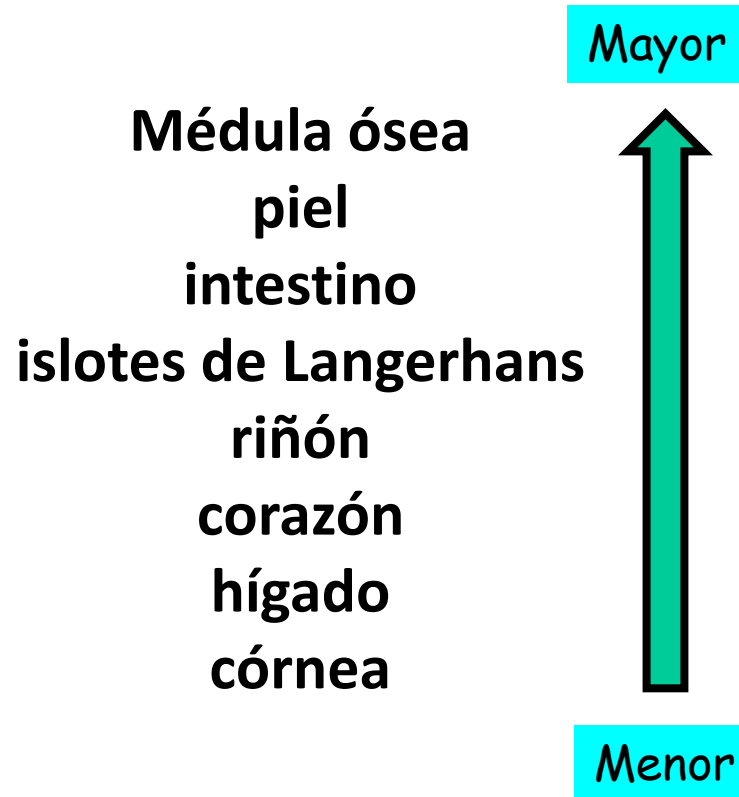 Mayor
Médula ósea
piel
intestino
islotes de Langerhans
riñón
corazón
hígado
córnea
Menor